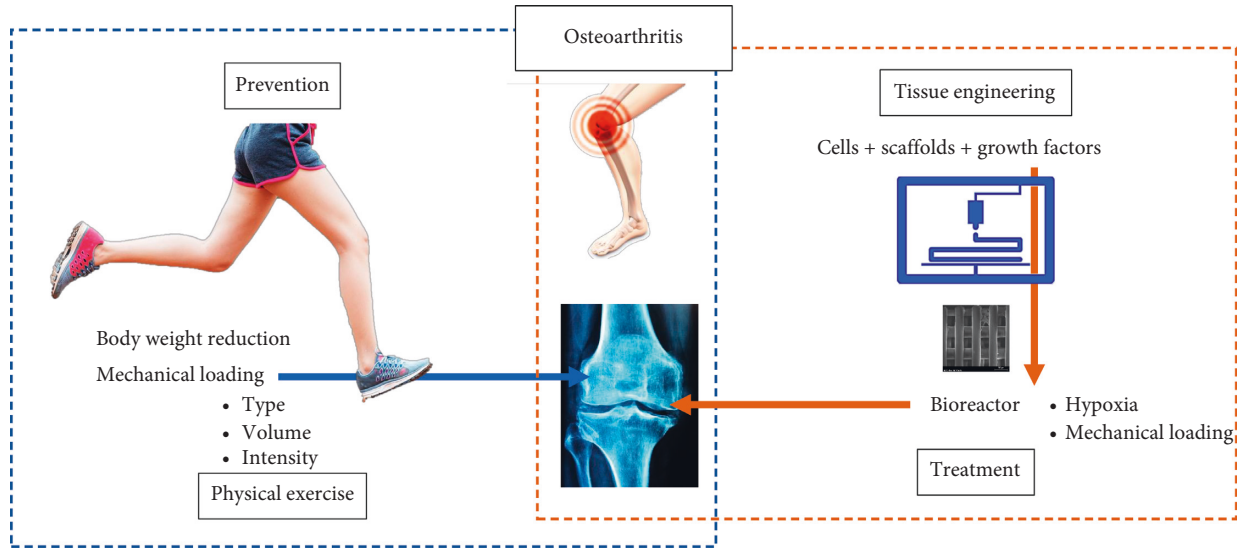 Osteoarthritis
Prevention
Body weight reduction
Mechanical loading
• Type
• Volume
• Intensity
Physical exercise
Tissue engineering
Cells + scaffolds + growth factors
Bioreactor
• Hypoxia
• Mechanical loading
Treatment